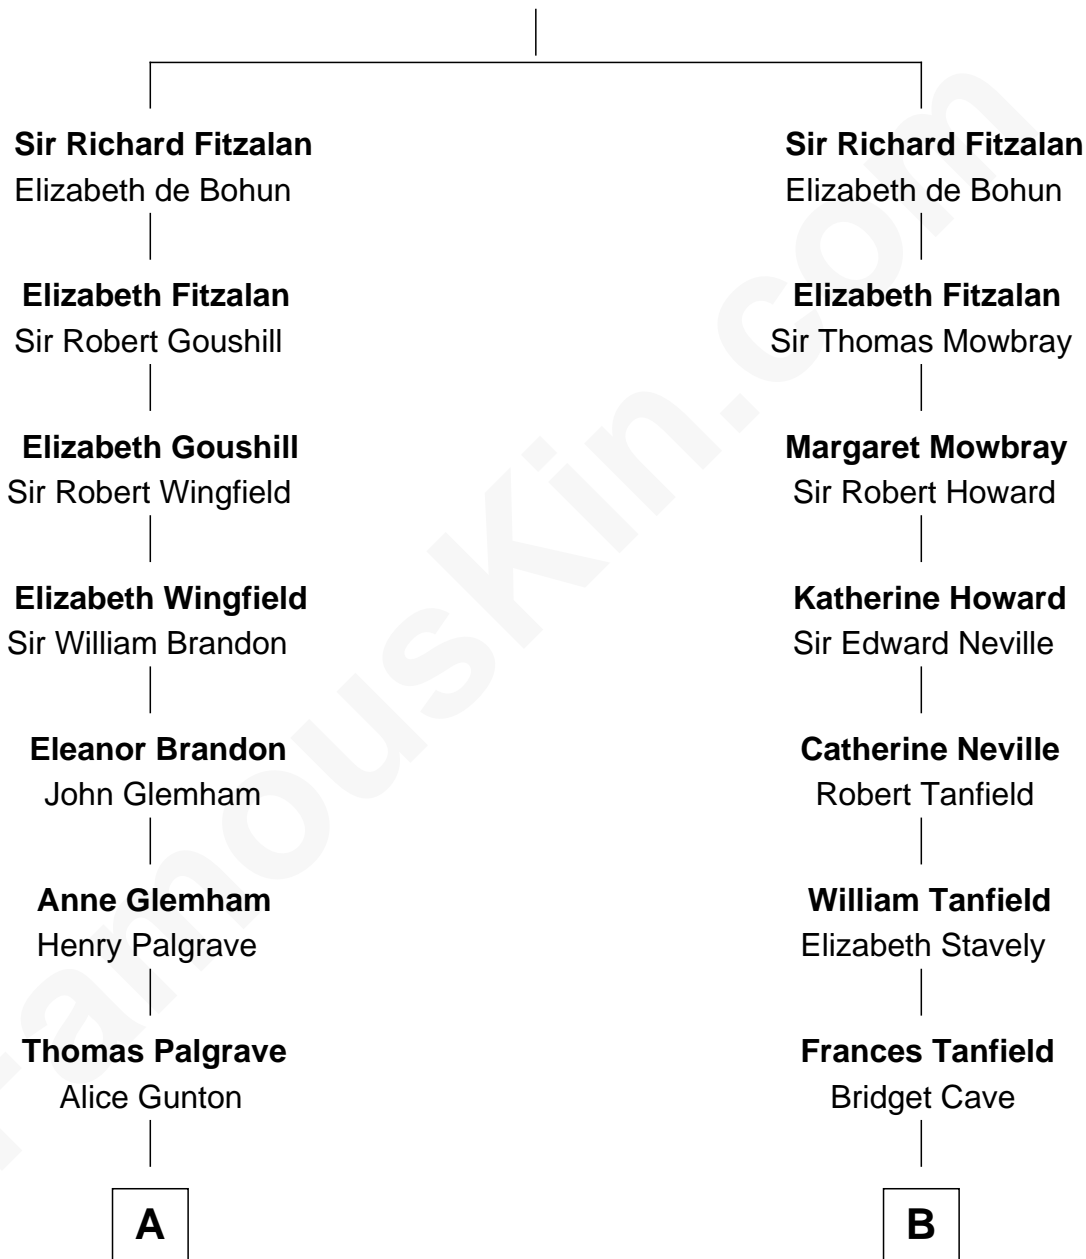 Sir Richard Fitzalan
Elizabeth de Bohun
Elizabeth Fitzalan
Sir Robert Goushill
Elizabeth Goushill
Sir Robert Wingfield
Elizabeth Wingfield
Sir William Brandon
Eleanor Brandon
John Glemham
Anne Glemham
Henry Palgrave
Thomas Palgrave
Alice Gunton
A
Sir Richard Fitzalan
Elizabeth de Bohun
Elizabeth Fitzalan
Sir Thomas Mowbray
Margaret Mowbray
Sir Robert Howard
Katherine Howard
Sir Edward Neville
Catherine Neville
Robert Tanfield
William Tanfield
Elizabeth Stavely
Frances Tanfield
Bridget Cave
B
FamousKin.com